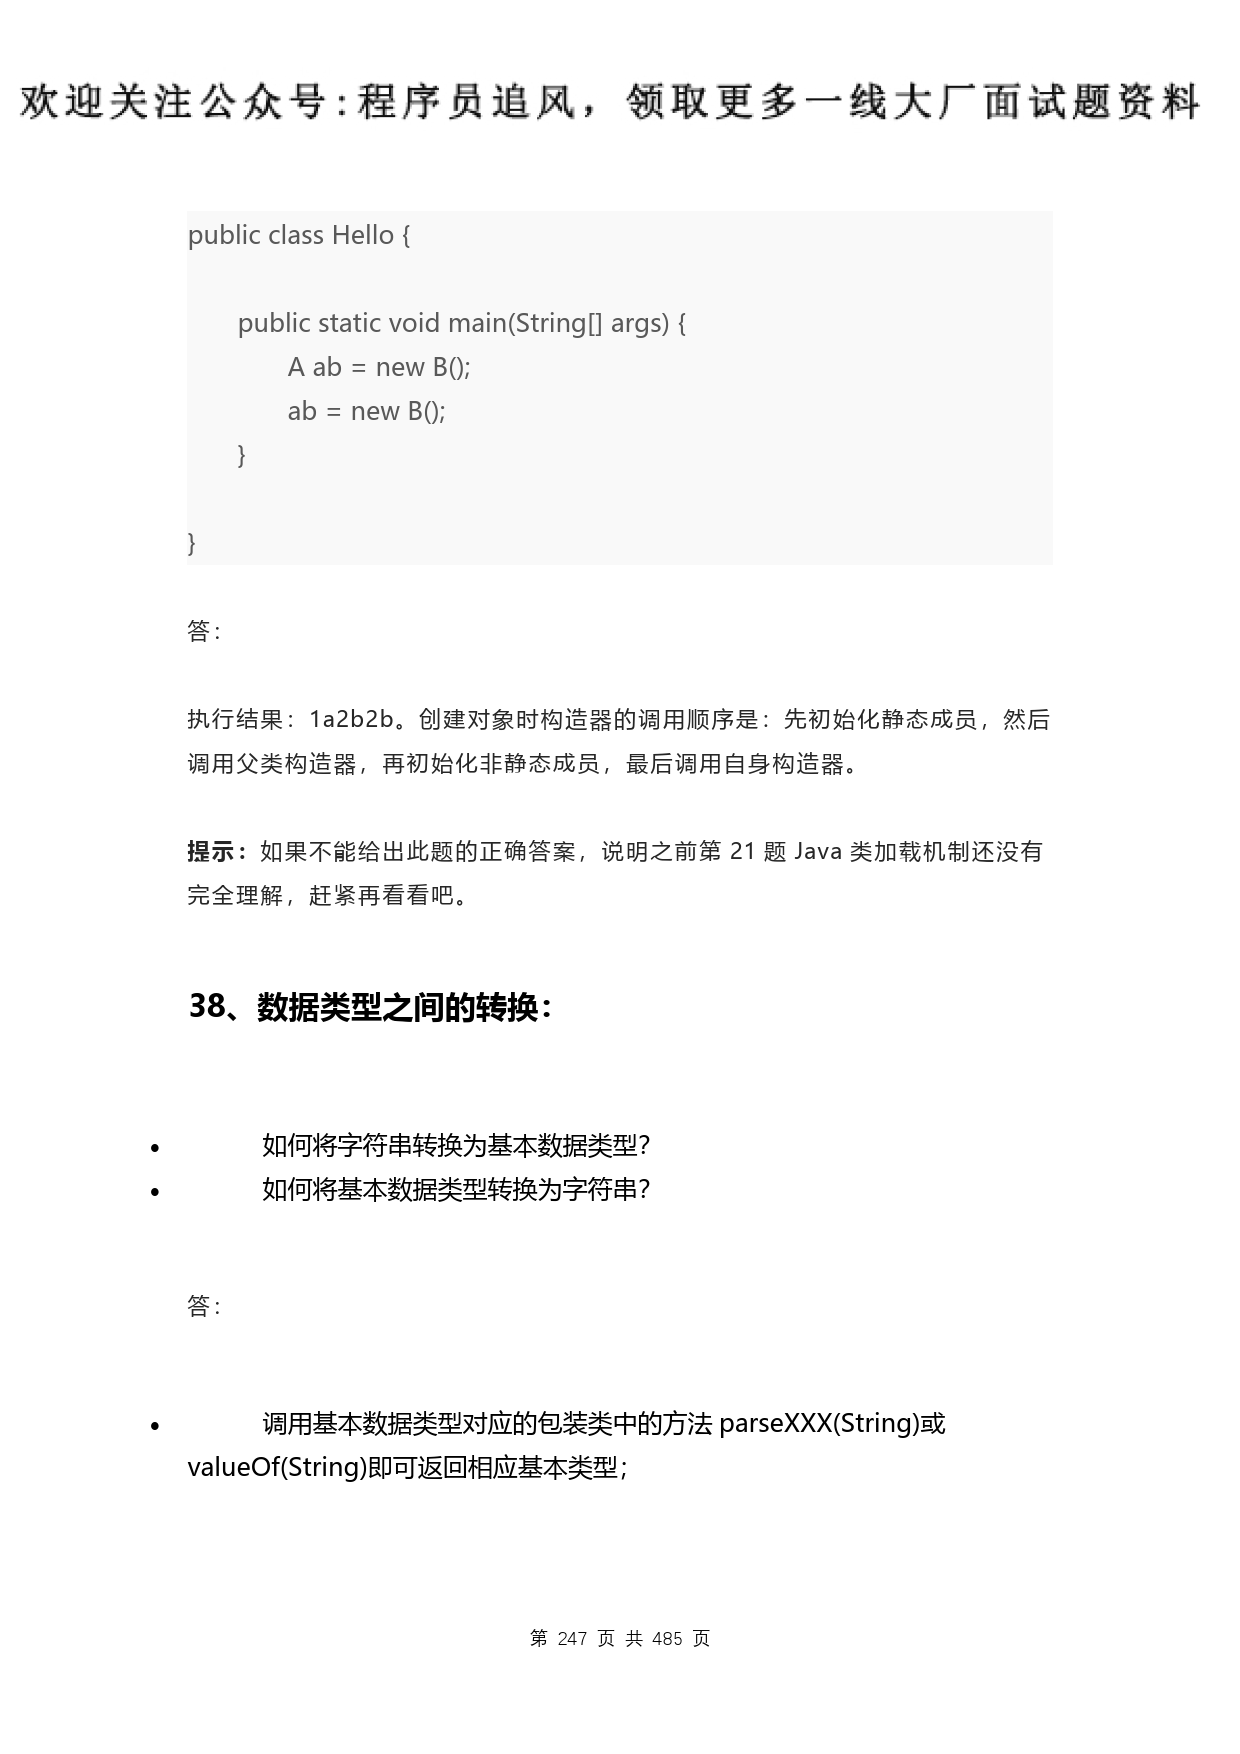 欢迎关注公众号:程序员追风，领取更多一线大厂面试题资料
public class Hello {
public static void main(String[] args) {
A ab = new B();
ab = new B();
}
}
答：
执行结果：1a2b2b。创建对象时构造器的调用顺序是：先初始化静态成员，然后
调用父类构造器，再初始化非静态成员，最后调用自身构造器。
提示：如果不能给出此题的正确答案，说明之前第 21 题 Java 类加载机制还没有
完全理解，赶紧再看看吧。
38、数据类型之间的转换：
• 如何将字符串转换为基本数据类型？
• 如何将基本数据类型转换为字符串？
答：
• 调用基本数据类型对应的包装类中的方法 parseXXX(String)或
valueOf(String)即可返回相应基本类型；
第 247 页 共 485 页